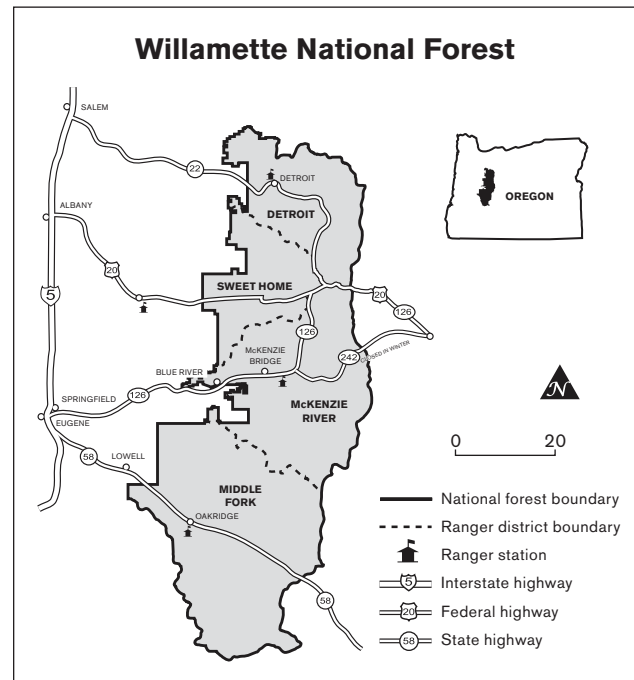 Willamette National Forest
SALEM
22
DETROIT
DETROIT
OREGON
ALBANY
20
SWEET HOME
5
20
126
126
242
CLOSED IN WINTER
McKENZIE
BRIDGE
BLUE RIVER
126
SPRINGFIELD
EUGENE
McKENZIE
RIVER
N
0 20
58
LOWELL
MIDDLE
FORK
OAKRIDGE
58
National forest boundary
Ranger district boundary
Ranger station
5 Interstate highway
20 Federal highway
58 State highway